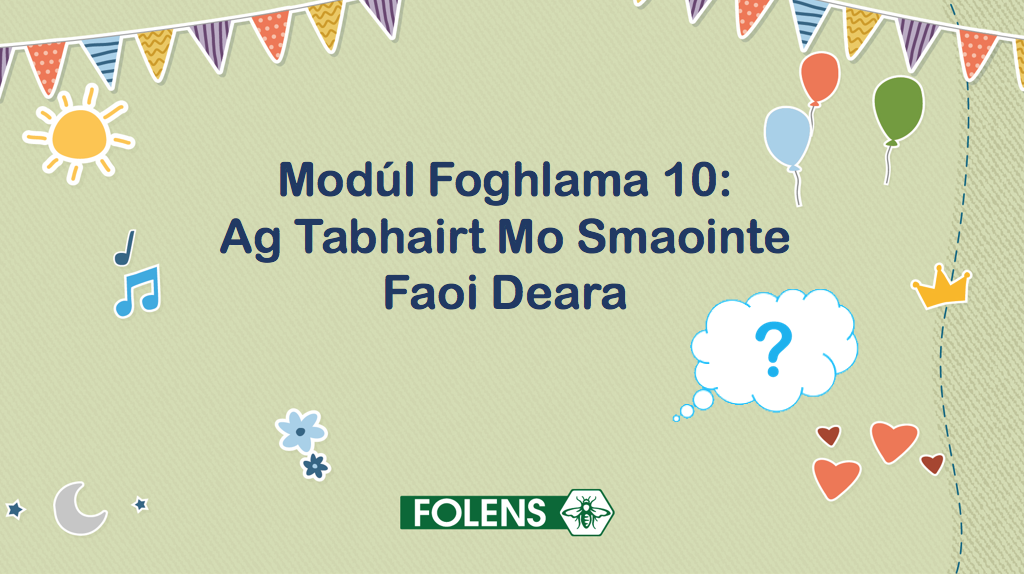 Modúl Foghlama 10:
Ag Tabhairt Mo Smaointe
Faoi Deara
?
FOLENS